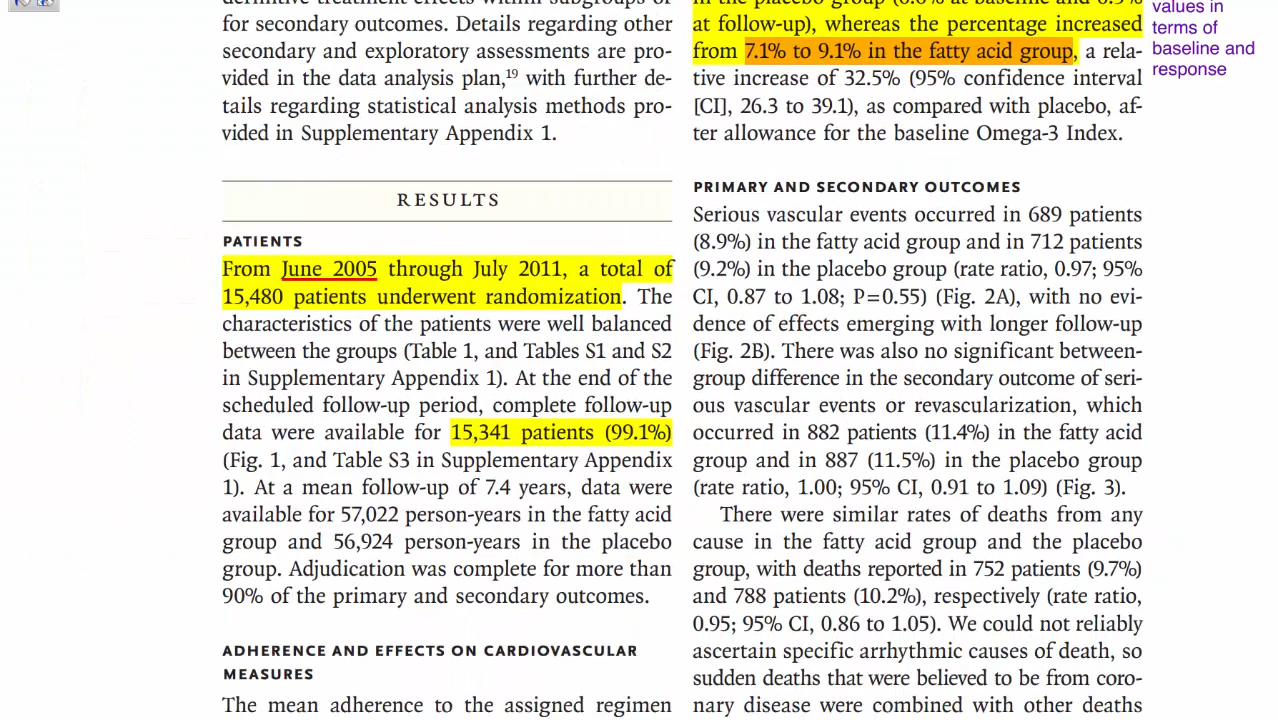 definitive treatment effects within subgroups or
for secondary outcomes. Details regarding other
secondary and exploratory assessments are pro-
vided in the data analysis plan,19 with further de-
tails regarding statistical analysis methods pro-
vided in Supplementary Appendix 1.
RESULTS
PATIENTS
From June 2005 through July 2011, a total of
15,480 patients underwent randomization. The
characteristics of the patients were well balanced
between the groups (Table 1, and Tables S1 and S2
in Supplementary Appendix 1). At the end of the
scheduled follow-up period, complete follow-up
data were available for 15,341 patients (99.1%)
(Fig. 1, and Table S3 in Supplementary Appendix
1). At a mean follow-up of 7.4 years, data were
available for 57,022 person-years in the fatty acid
group and 56,924 person-years in the placebo
group. Adjudication was complete for more than
90% of the primary and secondary outcomes.
ADHERENCE AND EFFECTS ON CARDIOVASCULAR
MEASURES
The mean adherence to the assigned regimen
in the placebo group (6.6% at baseline and 6.5%
at follow-up), whereas the percentage increased
from 7.1% to 9.1% in the fatty acid group, a rela-
tive increase of 32.5% (95% confidence interval
[CI], 26.3 to 39.1), as compared with placebo, af-
ter allowance for the baseline Omega-3 Index.
PRIMARY AND SECONDARY OUTCOMES
Serious vascular events occurred in 689 patients
(8.9%) in the fatty acid group and in 712 patients
(9.2%) in the placebo group (rate ratio, 0.97; 95%
CI, 0.87 to 1.08; P=0.55) (Fig. 2A), with no evi-
dence of effects emerging with longer follow-up
(Fig. 2B). There was also no significant between-
group difference in the secondary outcome of seri-
ous vascular events or revascularization, which
occurred in 882 patients (11.4%) in the fatty acid
group and in 887 (11.5%) in the placebo group
(rate ratio, 1.00; 95% CI, 0.91 to 1.09) (Fig. 3).
There were similar rates of deaths from any
cause in the fatty acid group and the placebo
group, with deaths reported in 752 patients (9.7%)
and 788 patients (10.2%), respectively (rate ratio,
0.95; 95% CI, 0.86 to 1.05). We could not reliably
ascertain specific arrhythmic causes of death, so
sudden deaths that were believed to be from coro-
nary disease were combined with other deaths
values in
terms of
baseline and
response